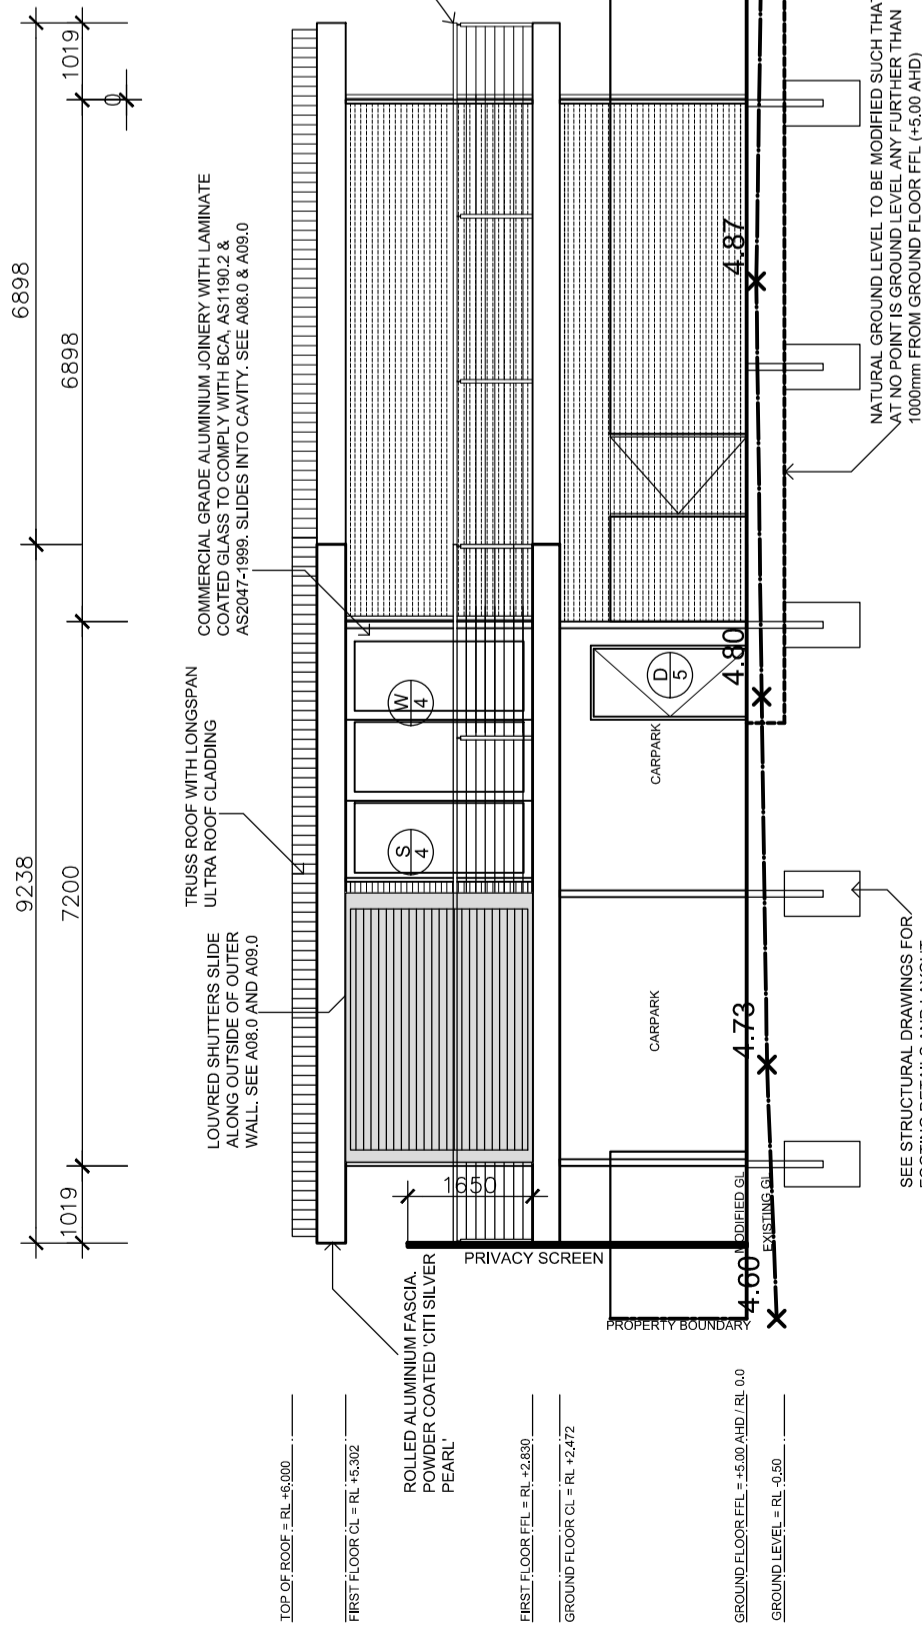 9238
6898
1019
7200
6898
1019
0
TRUSS ROOF WITH LONGSPAN
ULTRA ROOF CLADDING
LOUVRED SHUTTERS SLIDE
ALONG OUTSIDE OF OUTER
WALL. SEE A08.0 AND A09.0
COMMERCIAL GRADE ALUMINIUM JOINERY WITH LAMINATE
COATED GLASS TO COMPLY WITH BCA, AS1190.2 &
AS2047-1999. SLIDES INTO CAVITY. SEE A08.0 & A09.0
TOP OF ROOF = RL +6.000
FIRST FLOOR CL = RL +5.302
ROLLED ALUMINIUM FASCIA.
POWDER COATED 'CITI SILVER
PEARL'
1650
S
4
W
4
FIRST FLOOR FFL = RL +2.830
GROUND FLOOR CL = RL +2.472
PRIVACY SCREEN
CARPARK
CARPARK
D
5
PROPERTY BOUNDARY
MODIFIED GL
EXISTING GL
4.60
4.73
4.80
4.87
GROUND FLOOR FFL = +5.00 AHD / RL 0.0
GROUND LEVEL = RL -0.50
SEE STRUCTURAL DRAWINGS FOR
NATURAL GROUND LEVEL TO BE MODIFIED SUCH THAT
AT NO POINT IS GROUND LEVEL ANY FURTHER THAN
1000mm FROM GROUND FLOOR FFL (+5.00 AHD)